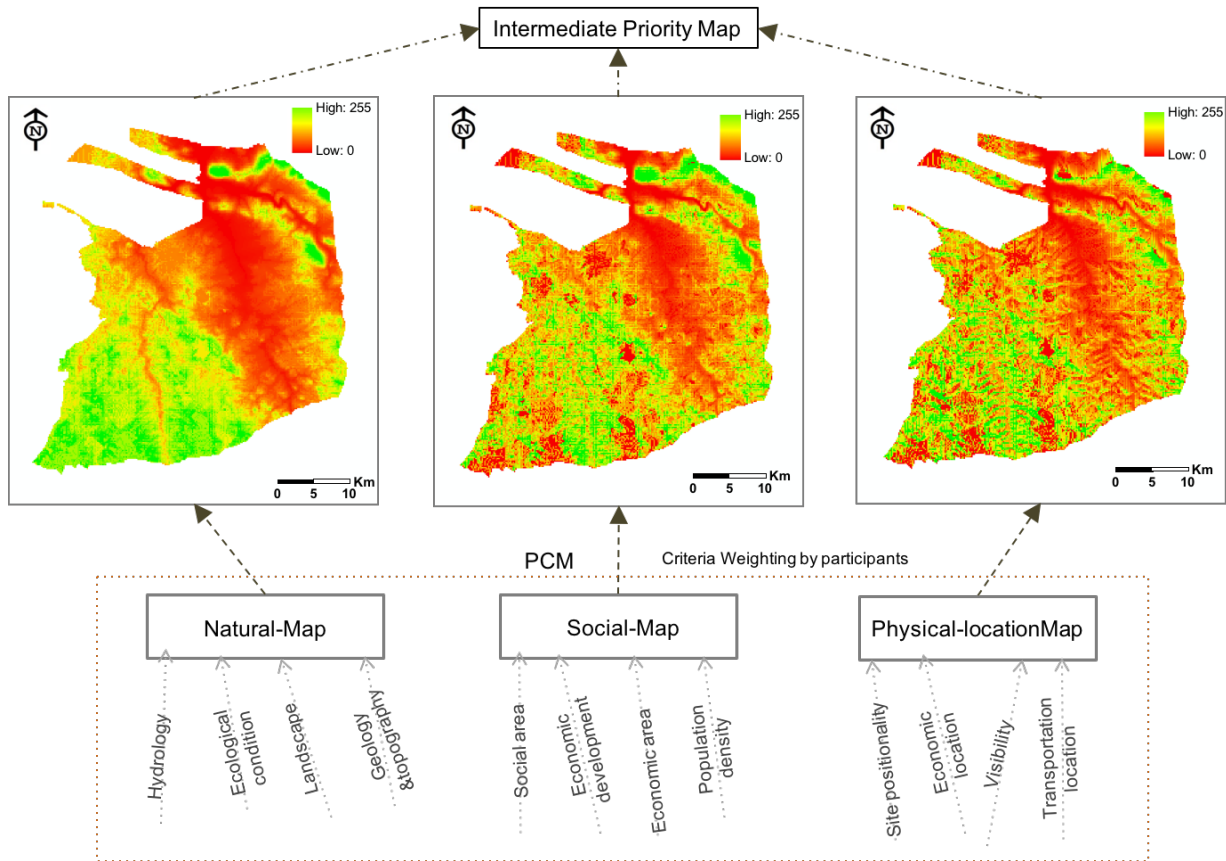 Intermediate Priority Map
N
High: 255
Low: 0
Km
0 5 10
N
High: 255
Low: 0
Km
0 5 10
N
High: 255
Low: 0
Km
0 5 10
PCM
Criteria Weighting by participants
Natural-Map
Social-Map
Physical-locationMap
Hydrology
Ecological
condition
Landscape
Geology
&topography
Social area
Economic
development
Economic area
Population
density
Site positionality
Economic
location
Visibility
Transportation
location